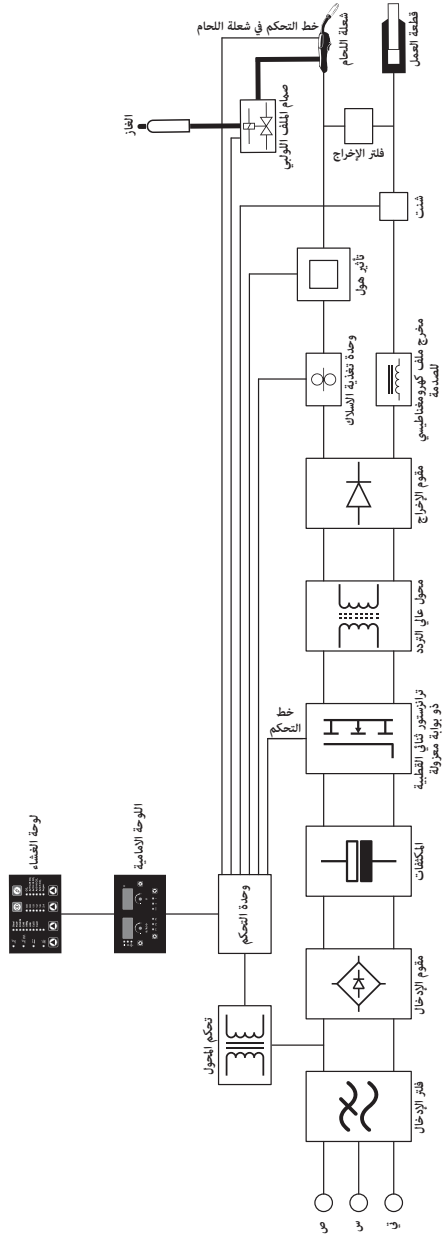 خط التحكم في شعلة اللحام
شعلة
اللحام
قطعة العمل
الغاز
صمام الملف اللولبي
فلتر الإخراج
شنت
تأثير هول
وحدة تغذية الاسلاك
مخرج ملف كهرومغناطيسي
للصدمة
مقوم الإخراج
محول عالي التردد
خط
التحكم
ترانزستور ثنائي القطبية
ذو بوابة معزولة
لوحة الغشاء
اللوحة الامامية
وحدة التحكم
المكثفات
مقوم الإدخال
تحكم المحول
فلتر الإدخال
ص
س
ق